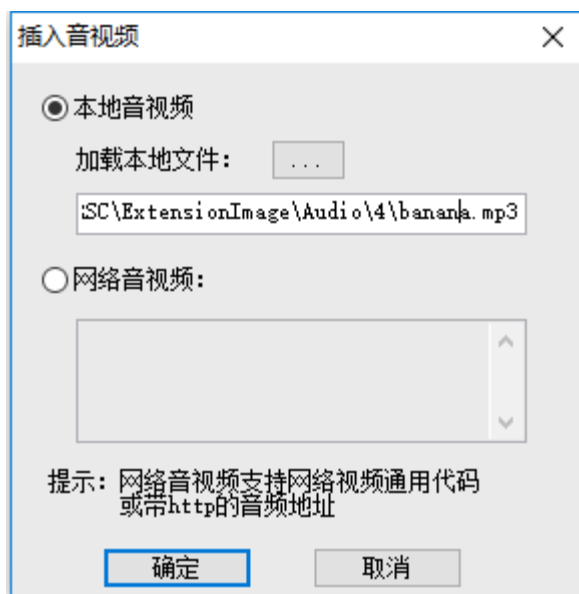 插入音视频
本地音视频
加载本地文件：
...
SC\ExtensionImage\Audio\4\banana.mp3
网络音视频：
提示：网络音视频支持网络视频通用代码
或带http的音频地址
确定
取消